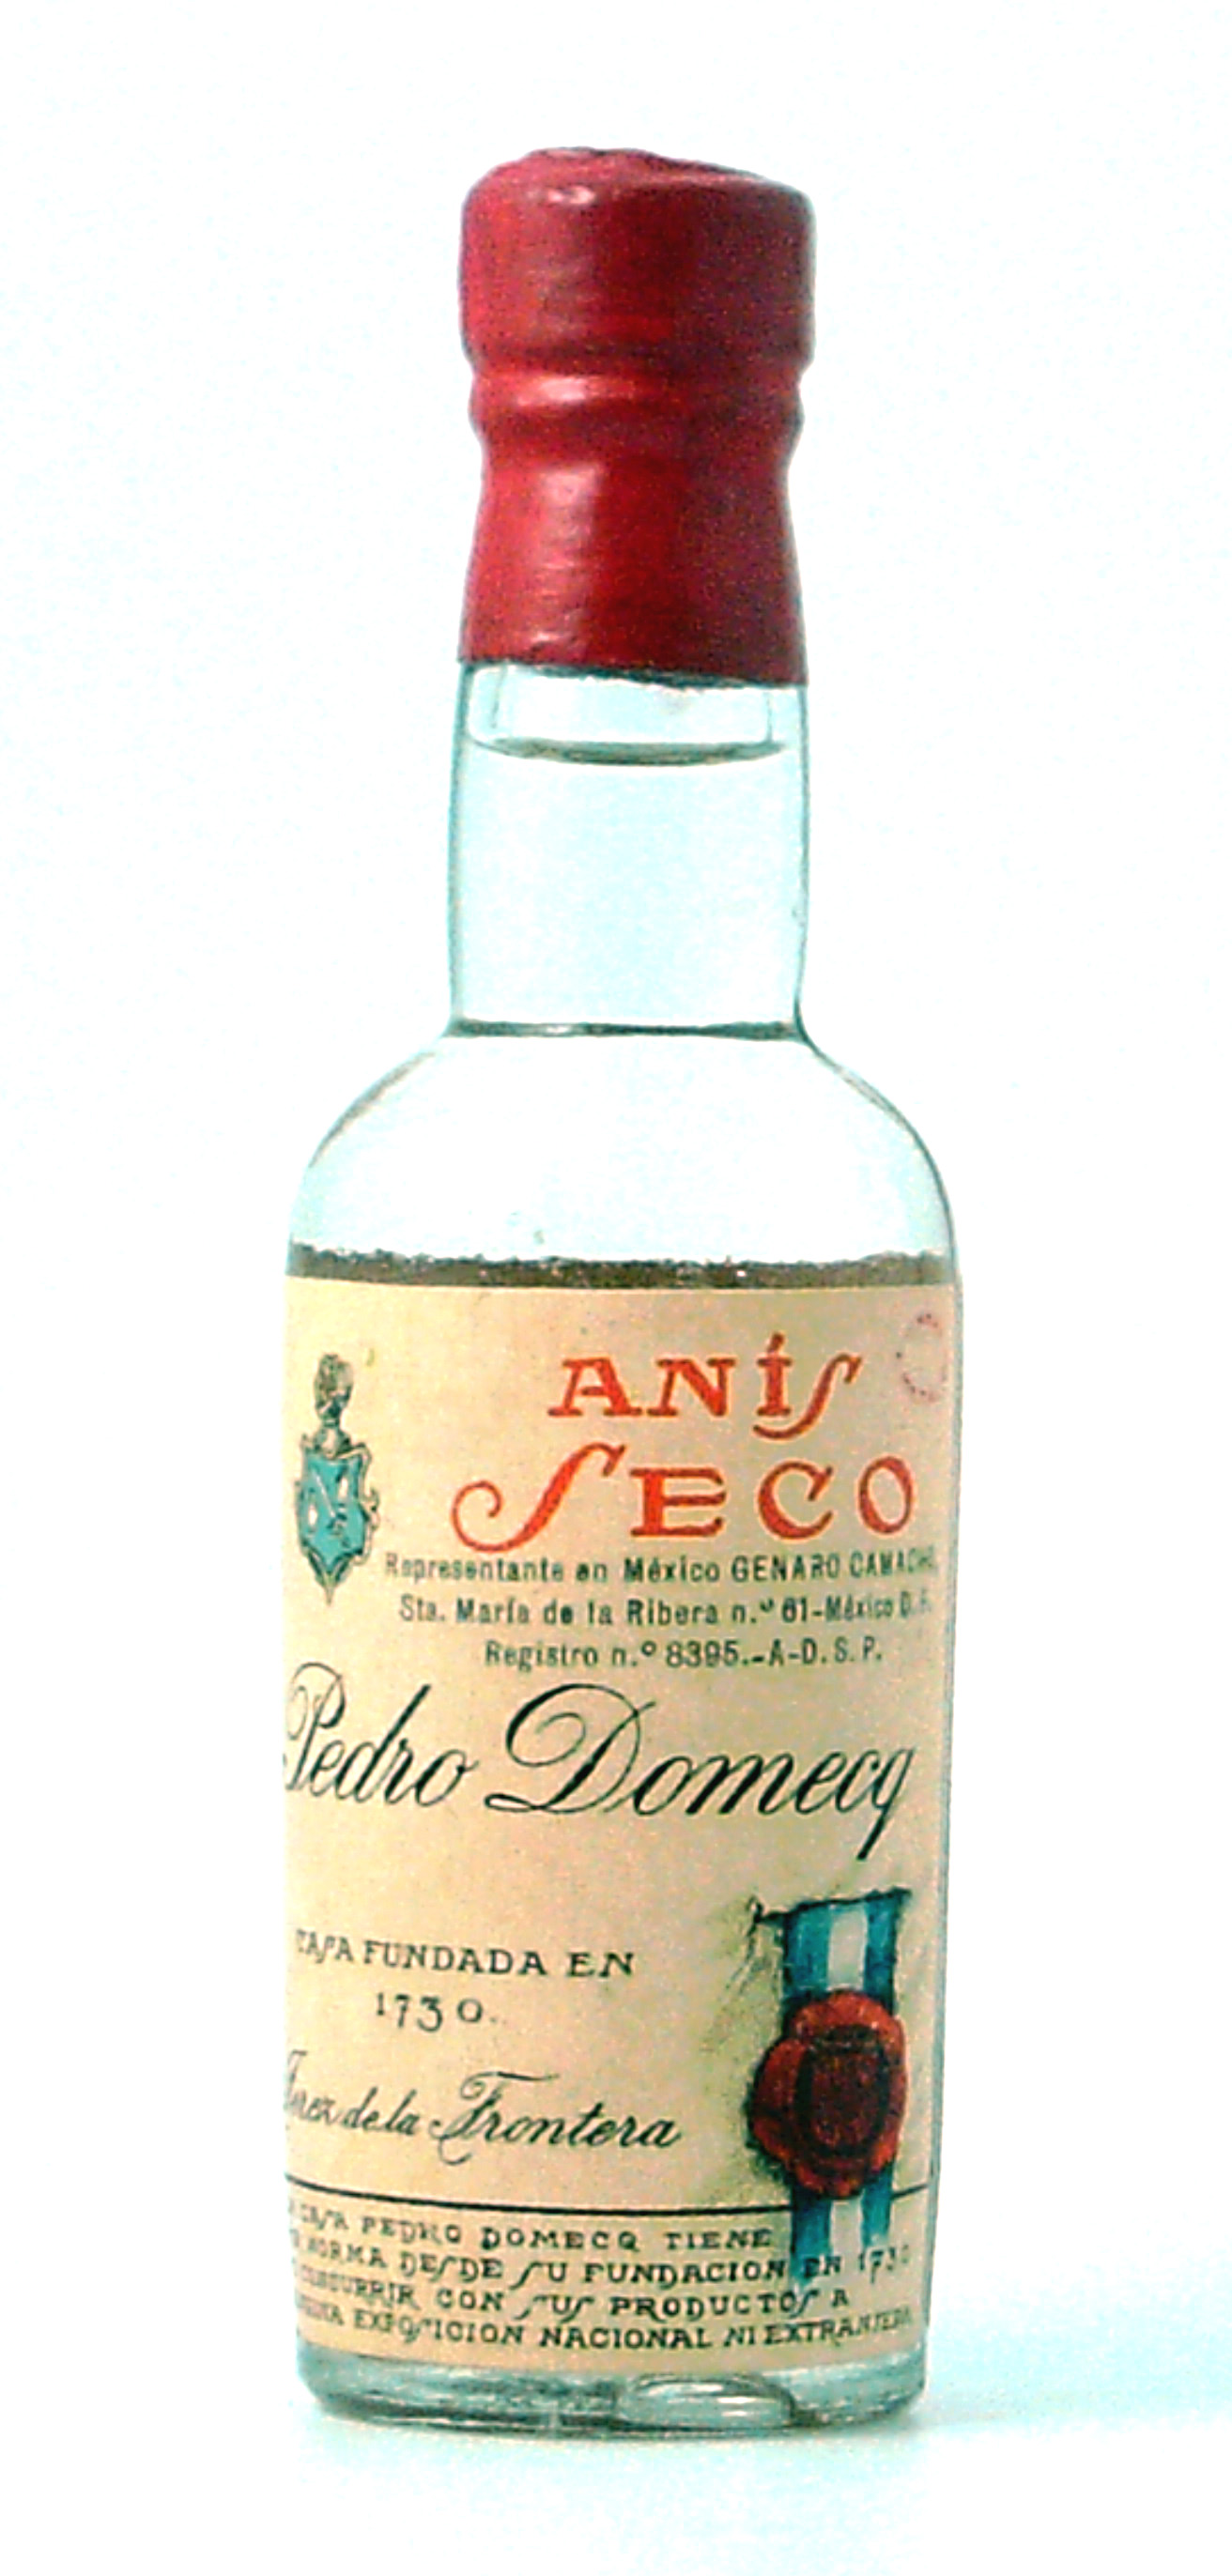 ANÍS
SECO
Representante en México GENARO CAMACHO,
Sta. María de la Ribera n.º 61-México D.F.
Registro n.º 8395.-A-D.S.P.
Pedro Domecq
CASA FUNDADA EN
1730.
Jerez de la Frontera
CASA PEDRO DOMECQ TIENE
NORMA DESDE SU FUNDACION EN 1730
CONCURRIR CON SUS PRODUCTOS A
EXPOSICION NACIONAL NI EXTRANJERA